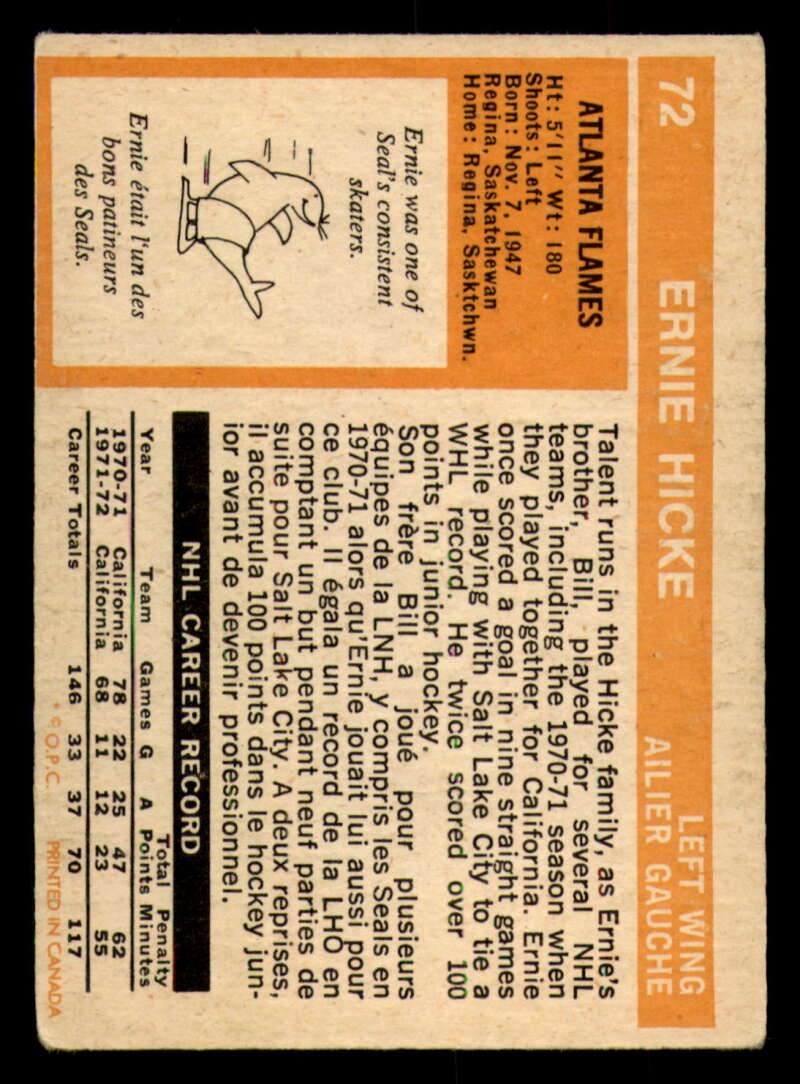 72 ERNIE HICKE LEFT WING
AILIER GAUCHE
ATLANTA FLAMES
Ht: 5'11" Wt: 180
Shoots: Left
Born: Nov. 7, 1947
Regina, Saskatchewan
Home: Regina, Sasktchwn.
Ernie was one of
Seal's consistent
skaters.
Ernie était l'un des
bons patineurs
des Seals.
Talent runs in the Hicke family, as Ernie's
brother, Bill, played for several NHL
teams, including the 1970-71 season when
they played together for California. Ernie
once scored a goal in nine straight games
while playing with Salt Lake City to tie a
WHL record. He twice scored over 100
points in junior hockey.
Son frère Bill a joué pour plusieurs
équipes de la LNH, y compris les Seals en
1970-71 alors qu'Ernie jouait lui aussi pour
ce club. Il égala un record de la LHO en
comptant un but pendant neuf parties de
suite pour Salt Lake City. A deux reprises,
il accumula 100 points dans le hockey jun-
ior avant de devenir professionnel.
NHL CAREER RECORD
Total Penalty
Year Team Games G A Points Minutes
1970-71 California 78 22 25 47 62
1971-72 California 68 11 12 23 55
Career Totals 146 33 37 70 117
* © O.P.C. PRINTED IN CANADA